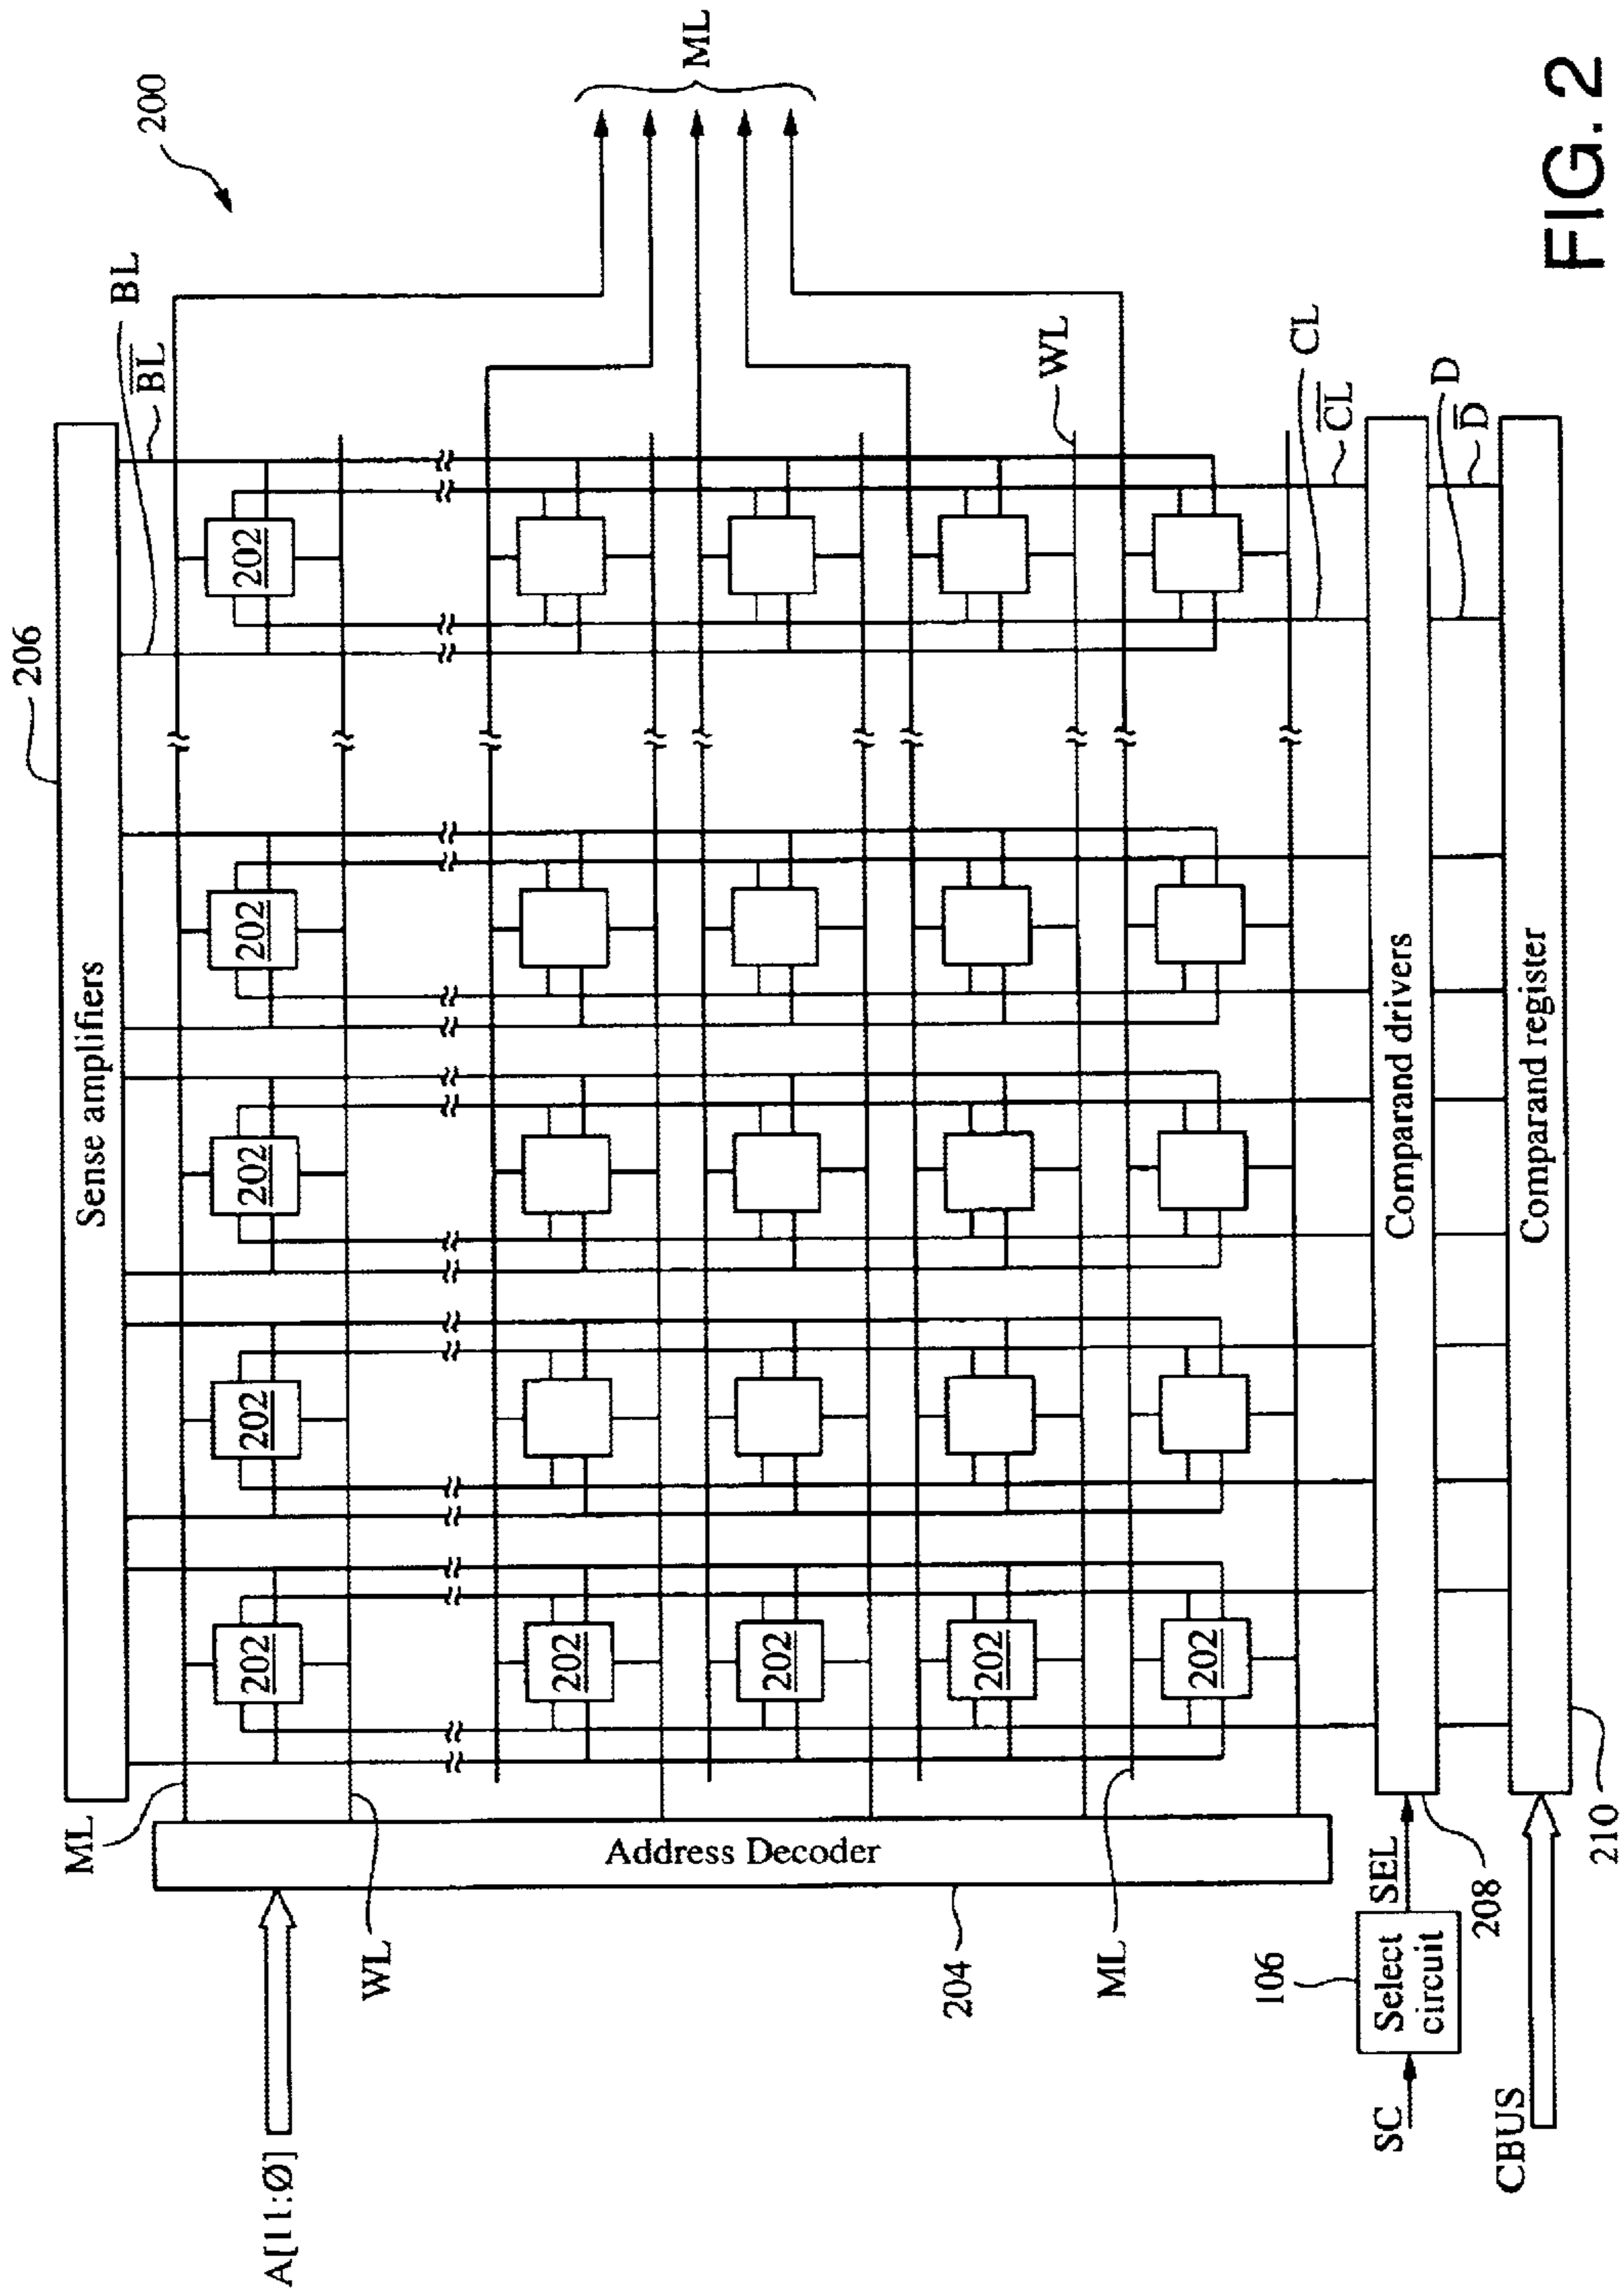 206
ML
Sense amplifiers
BL
200
B̅L̅
202 202 202 202 202
A[11:Ø]
WL
202
Address Decoder
ML
202
204
202
WL
ML
202
106
CL
C̅L̅
SC
Select
circuit
SEL
Comparand drivers
D
D̅
208
CBUS
Comparand register
FIG. 2
210